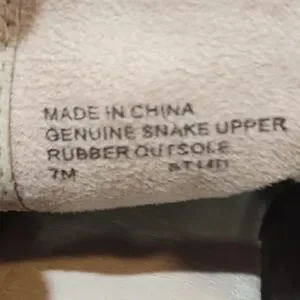 MADE IN CHINA
GENUINE SNAKE UPPER
RUBBER OUTSOLE
7M